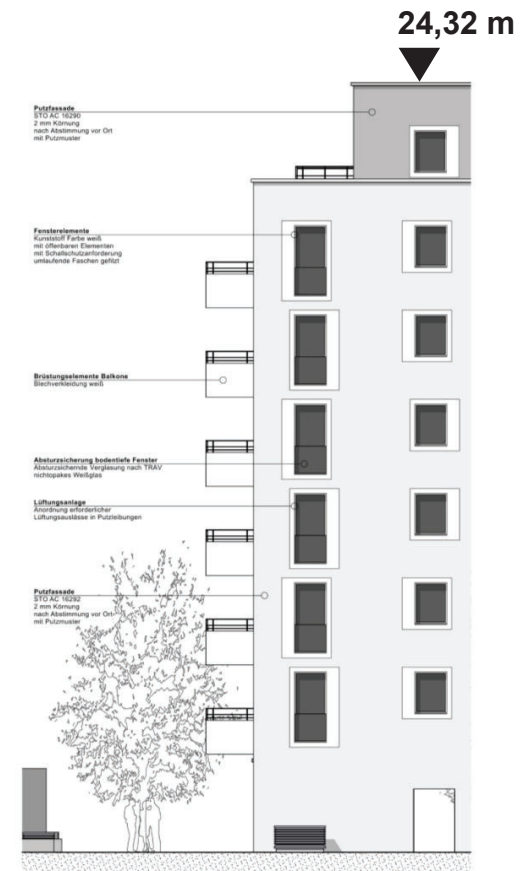 24,32 m
Putzfassade
STO AC 16290
2 mm Körnung
nach Abstimmung vor Ort
mit Putzmuster
Fensterelemente
Kunststoff Farbe weiß
mit öffenbaren Elementen
mit Schallschutzanforderung
umlaufende Faschen gefilzt
Brüstungselemente Balkone
Blechverkleidung weiß
Absturzsicherung bodentiefe Fenster
Absturzsichernde Verglasung nach TRAV
nichtopakes Weißglas
Lüftungsanlage
Anordnung erforderlicher
Lüftungsauslässe in Putzleibungen
Putzfassade
STO AC 16292
2 mm Körnung
nach Abstimmung vor Ort
mit Putzmuster